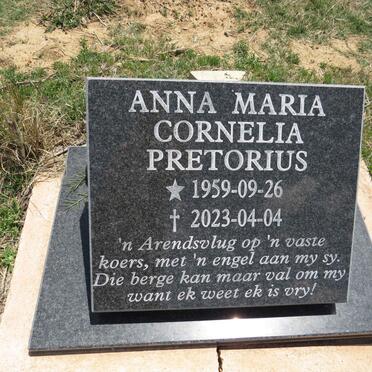 ANNA MARIA
CORNELIA
PRETORIUS
★ 1959-09-26
† 2023-04-04
'n Arendsvlug op 'n vaste
koers, met 'n engel aan my sy.
Die berge kan maar val om my
want ek weet ek is vry!